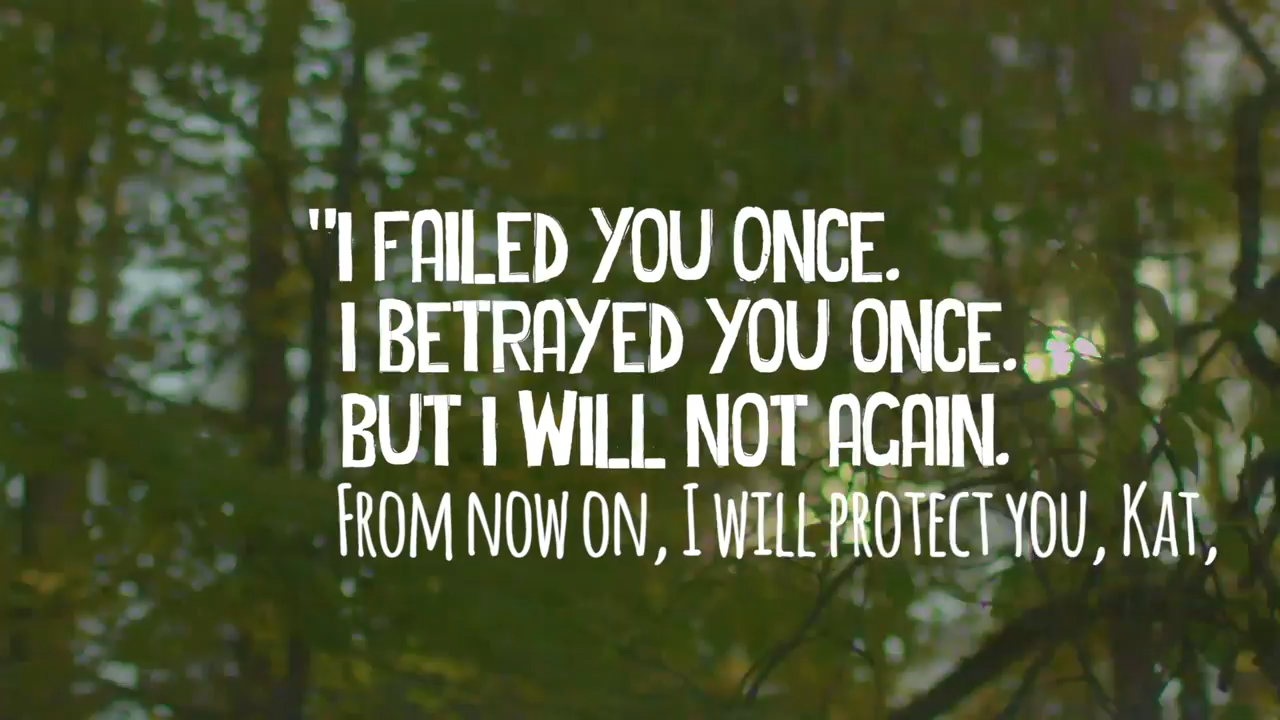 "I FAILED YOU ONCE.
I BETRAYED YOU ONCE.
BUT I WILL NOT AGAIN.
FROM NOW ON, I WILL PROTECT YOU, KAT,